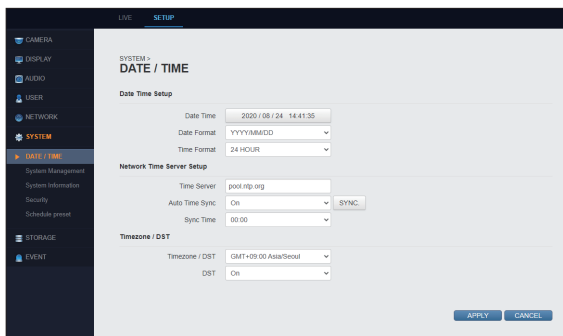 LIVE SETUP
CAMERA
DISPLAY
AUDIO
USER
NETWORK
SYSTEM
DATE / TIME
System Management
System Information
Security
Schedule preset
STORAGE
EVENT
SYSTEM >
DATE / TIME
Date Time Setup
Date Time 2020 / 08 / 24 14:41:35
Date Format YYYY/MM/DD
Time Format 24 HOUR
Network Time Server Setup
Time Server pool.ntp.org
Auto Time Sync On SYNC.
Sync Time 00:00
Timezone / DST
Timezone / DST GMT+09:00 Asia/Seoul
DST On
APPLY CANCEL